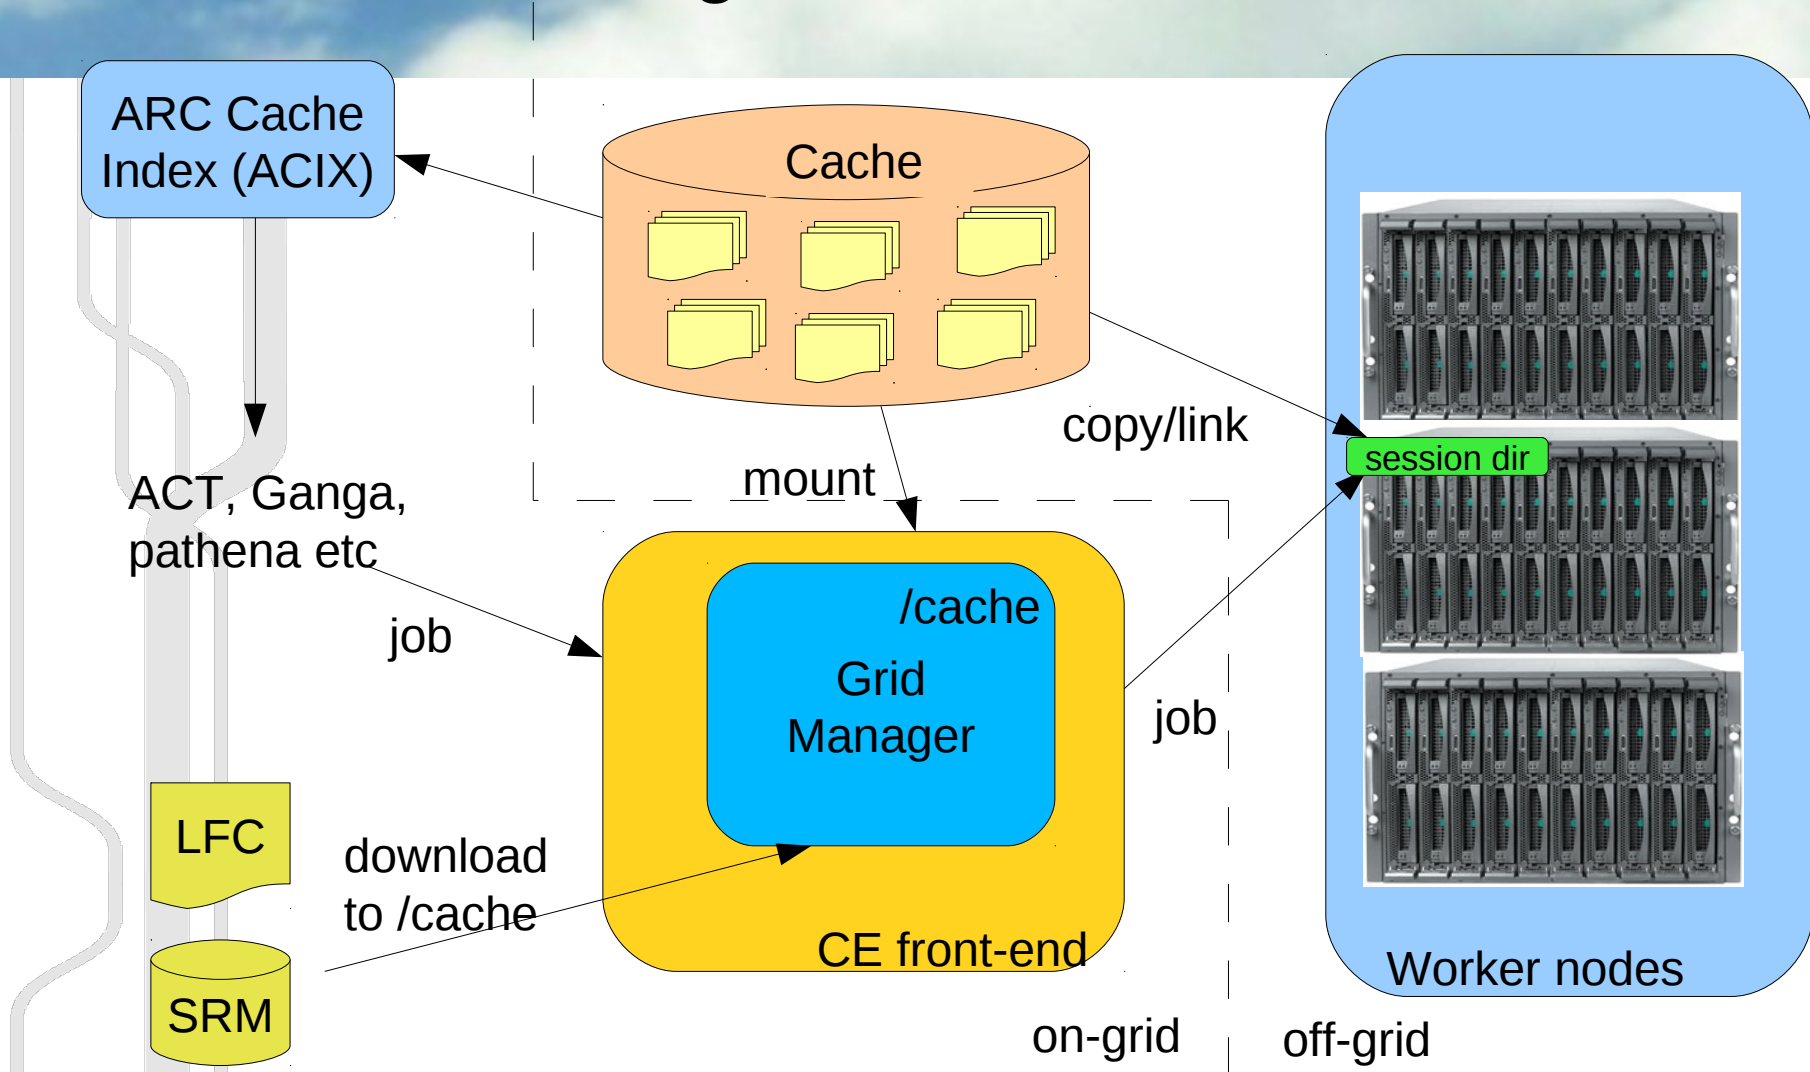 ARC Cache
Index (ACIX)
Cache
copy/link
session dir
mount
ACT, Ganga,
pathena etc
job
/cache
Grid
Manager
job
LFC
download
to /cache
SRM
CE front-end
Worker nodes
on-grid
off-grid